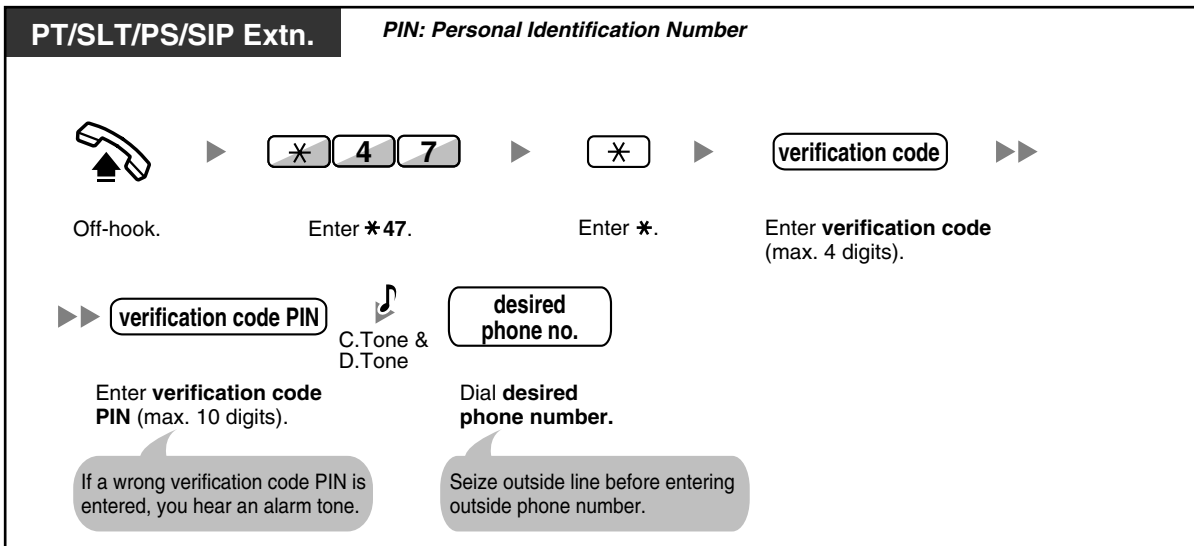 PT/SLT/PS/SIP Extn.
PIN: Personal Identification Number
* 4 7
*
verification code
Off-hook.
Enter *47.
Enter *.
Enter verification code
(max. 4 digits).
verification code PIN
C.Tone &
D.Tone
desired
phone no.
Enter verification code
PIN (max. 10 digits).
Dial desired
phone number.
If a wrong verification code PIN is
entered, you hear an alarm tone.
Seize outside line before entering
outside phone number.